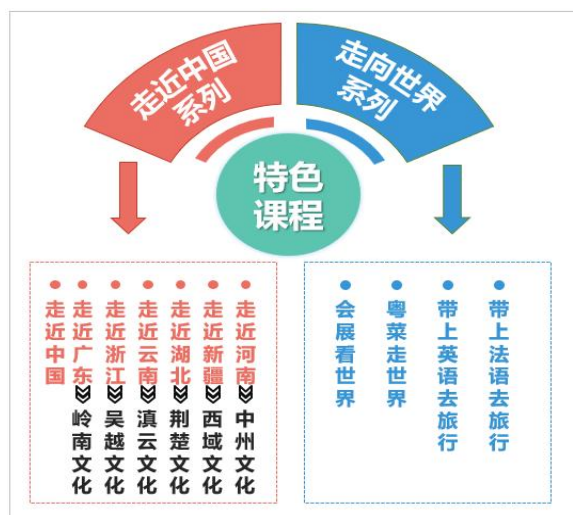 走近中国
系列
走向世界
系列
特色
课程
走近中国
走近广东
岭南文化
走近浙江
吴越文化
走近云南
滇云文化
走近湖北
荆楚文化
走近新疆
西域文化
走近河南
中州文化
会展看世界
粤菜走世界
带上英语去旅行
带上法语去旅行